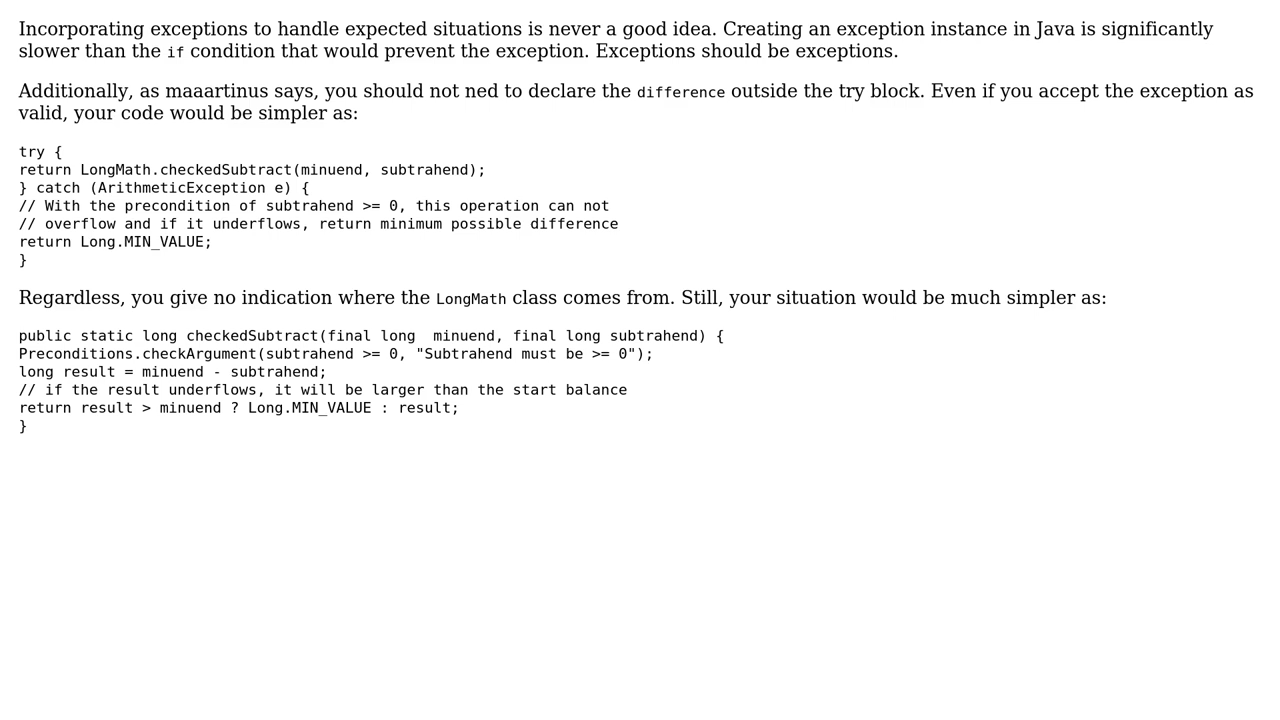 Incorporating exceptions to handle expected situations is never a good idea. Creating an exception instance in Java is significantly
slower than the if condition that would prevent the exception. Exceptions should be exceptions.
Additionally, as maaartinus says, you should not ned to declare the difference outside the try block. Even if you accept the exception as
valid, your code would be simpler as:
try {
return LongMath.checkedSubtract(minuend, subtrahend);
} catch (ArithmeticException e) {
// With the precondition of subtrahend >= 0, this operation can not
// overflow and if it underflows, return minimum possible difference
return Long.MIN_VALUE;
}
Regardless, you give no indication where the LongMath class comes from. Still, your situation would be much simpler as:
public static long checkedSubtract(final long  minuend, final long subtrahend) {
Preconditions.checkArgument(subtrahend >= 0, "Subtrahend must be >= 0");
long result = minuend - subtrahend;
// if the result underflows, it will be larger than the start balance
return result > minuend ? Long.MIN_VALUE : result;
}